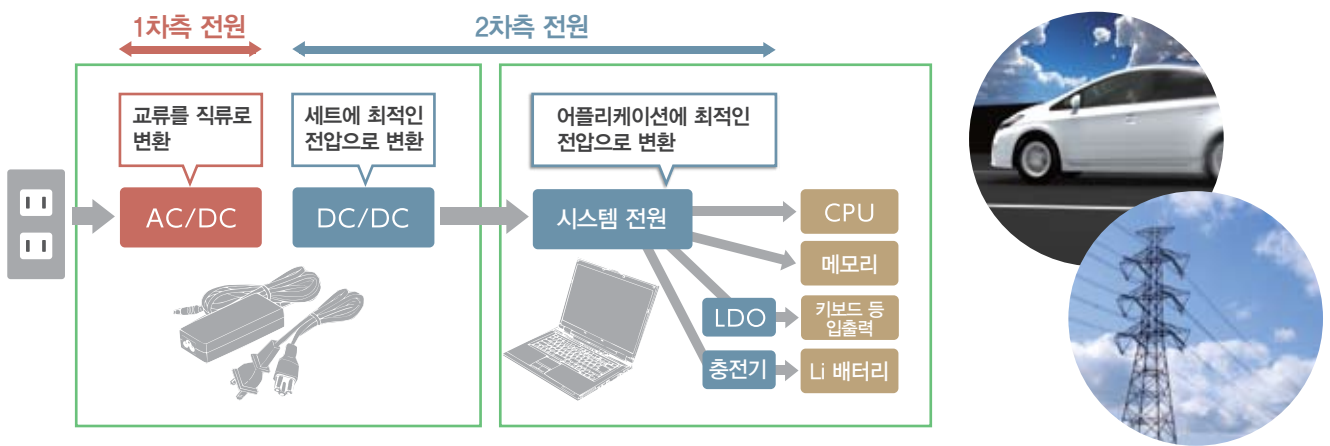 1차측 전원
2차측 전원
교류를 직류로
변환
세트에 최적인
전압으로 변환
어플리케이션에 최적인
전압으로 변환
AC/DC
DC/DC
시스템 전원
CPU
메모리
LDO
키보드 등
입출력
충전기
Li 배터리